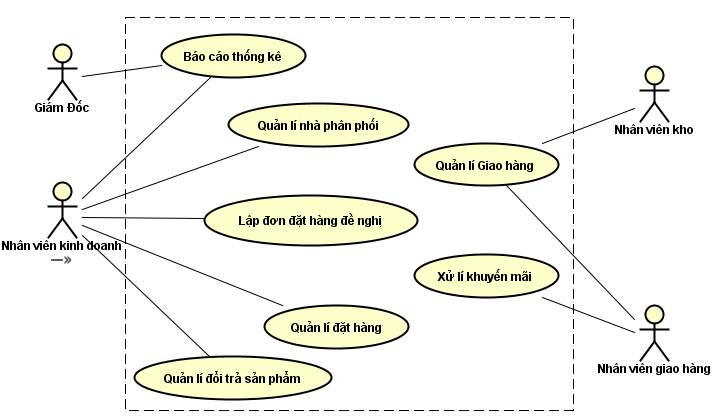 Báo cáo thống kê
Giám Đốc
Quản lí nhà phân phối
Nhân viên kho
Quản lí Giao hàng
Lập đơn đặt hàng đề nghị
Nhân viên kinh doanh
Xử lí khuyến mãi
Quản lí đặt hàng
Nhân viên giao hàng
Quản lí đổi trả sản phẩm